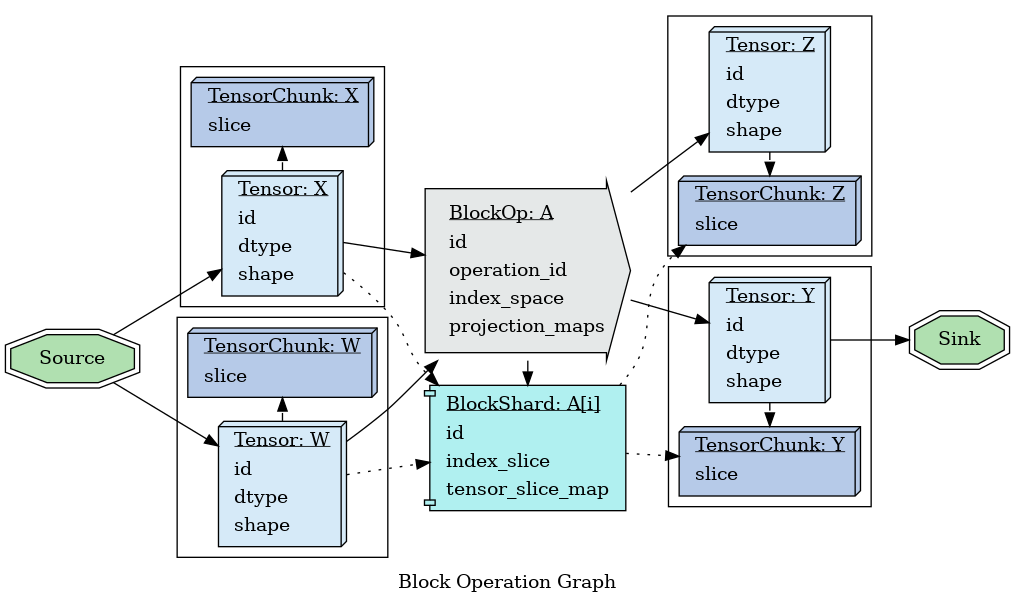 Source
TensorChunk: X
slice
Tensor: X
id
dtype
shape
TensorChunk: W
slice
Tensor: W
id
dtype
shape
BlockOp: A
id
operation_id
index_space
projection_maps
BlockShard: A[i]
id
index_slice
tensor_slice_map
Tensor: Z
id
dtype
shape
TensorChunk: Z
slice
Tensor: Y
id
dtype
shape
TensorChunk: Y
slice
Sink
Block Operation Graph